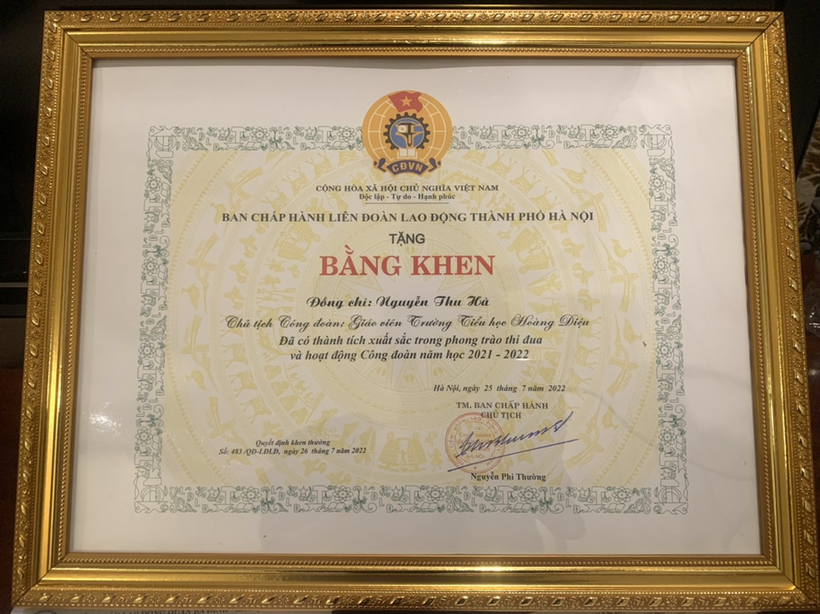 CĐVN
CỘNG HÒA XÃ HỘI CHỦ NGHĨA VIỆT NAM
Độc lập - Tự do - Hạnh phúc
BAN CHẤP HÀNH LIÊN ĐOÀN LAO ĐỘNG THÀNH PHỐ HÀ NỘI
TẶNG
BẰNG KHEN
Đồng chí: Nguyễn Thu Hà
Chủ tịch Công đoàn; Giáo viên Trường Tiểu học Hoàng Diệu
Đã có thành tích xuất sắc trong phong trào thi đua
và hoạt động Công đoàn năm học 2021 - 2022
Hà Nội, ngày 25 tháng 7 năm 2022
TM. BAN CHẤP HÀNH
CHỦ TỊCH
Quyết định khen thưởng
Số: 483 /QĐ-LĐLĐ, ngày 26 tháng 7 năm 2022
Nguyễn Phi Thường